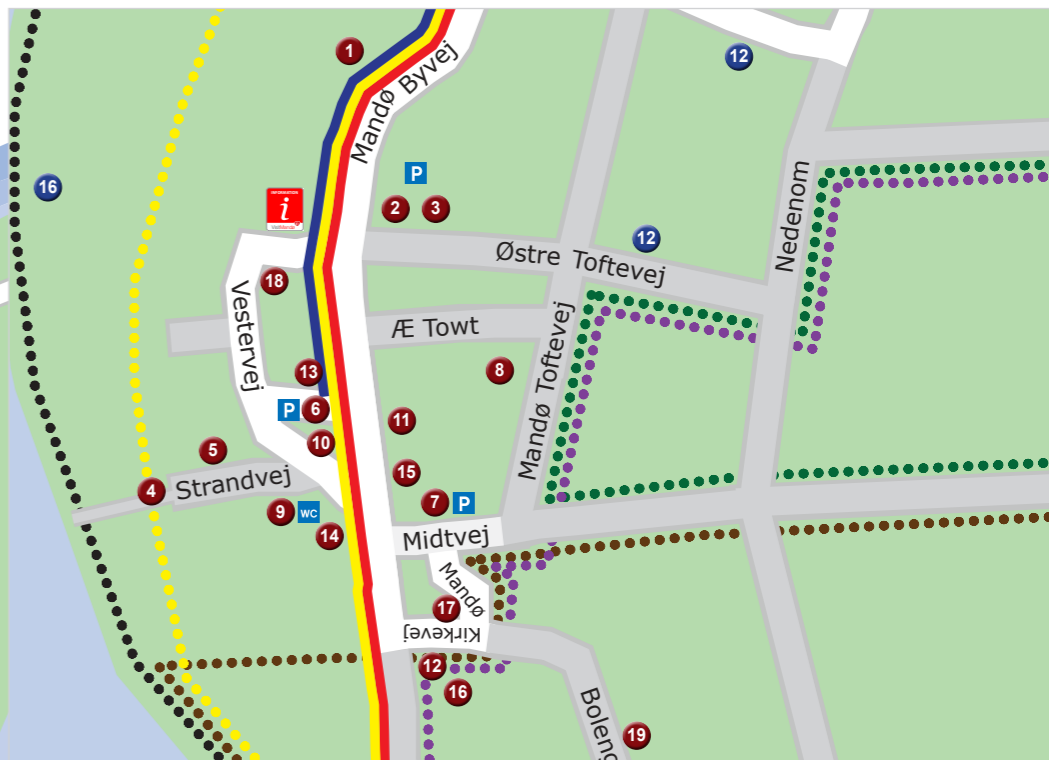 1
Mandø Byvej
12
16
P
2
3
INFORMATION
i
12
Nedenom
Østre Toftevej
18
Vestervej
Æ Towt
Mandø Toftevej
13
8
P
6
11
10
5
15
4
Strandvej
7
P
9
WC
14
Midtvej
Mandø
17
Kirkevej
12
16
Boleng
19